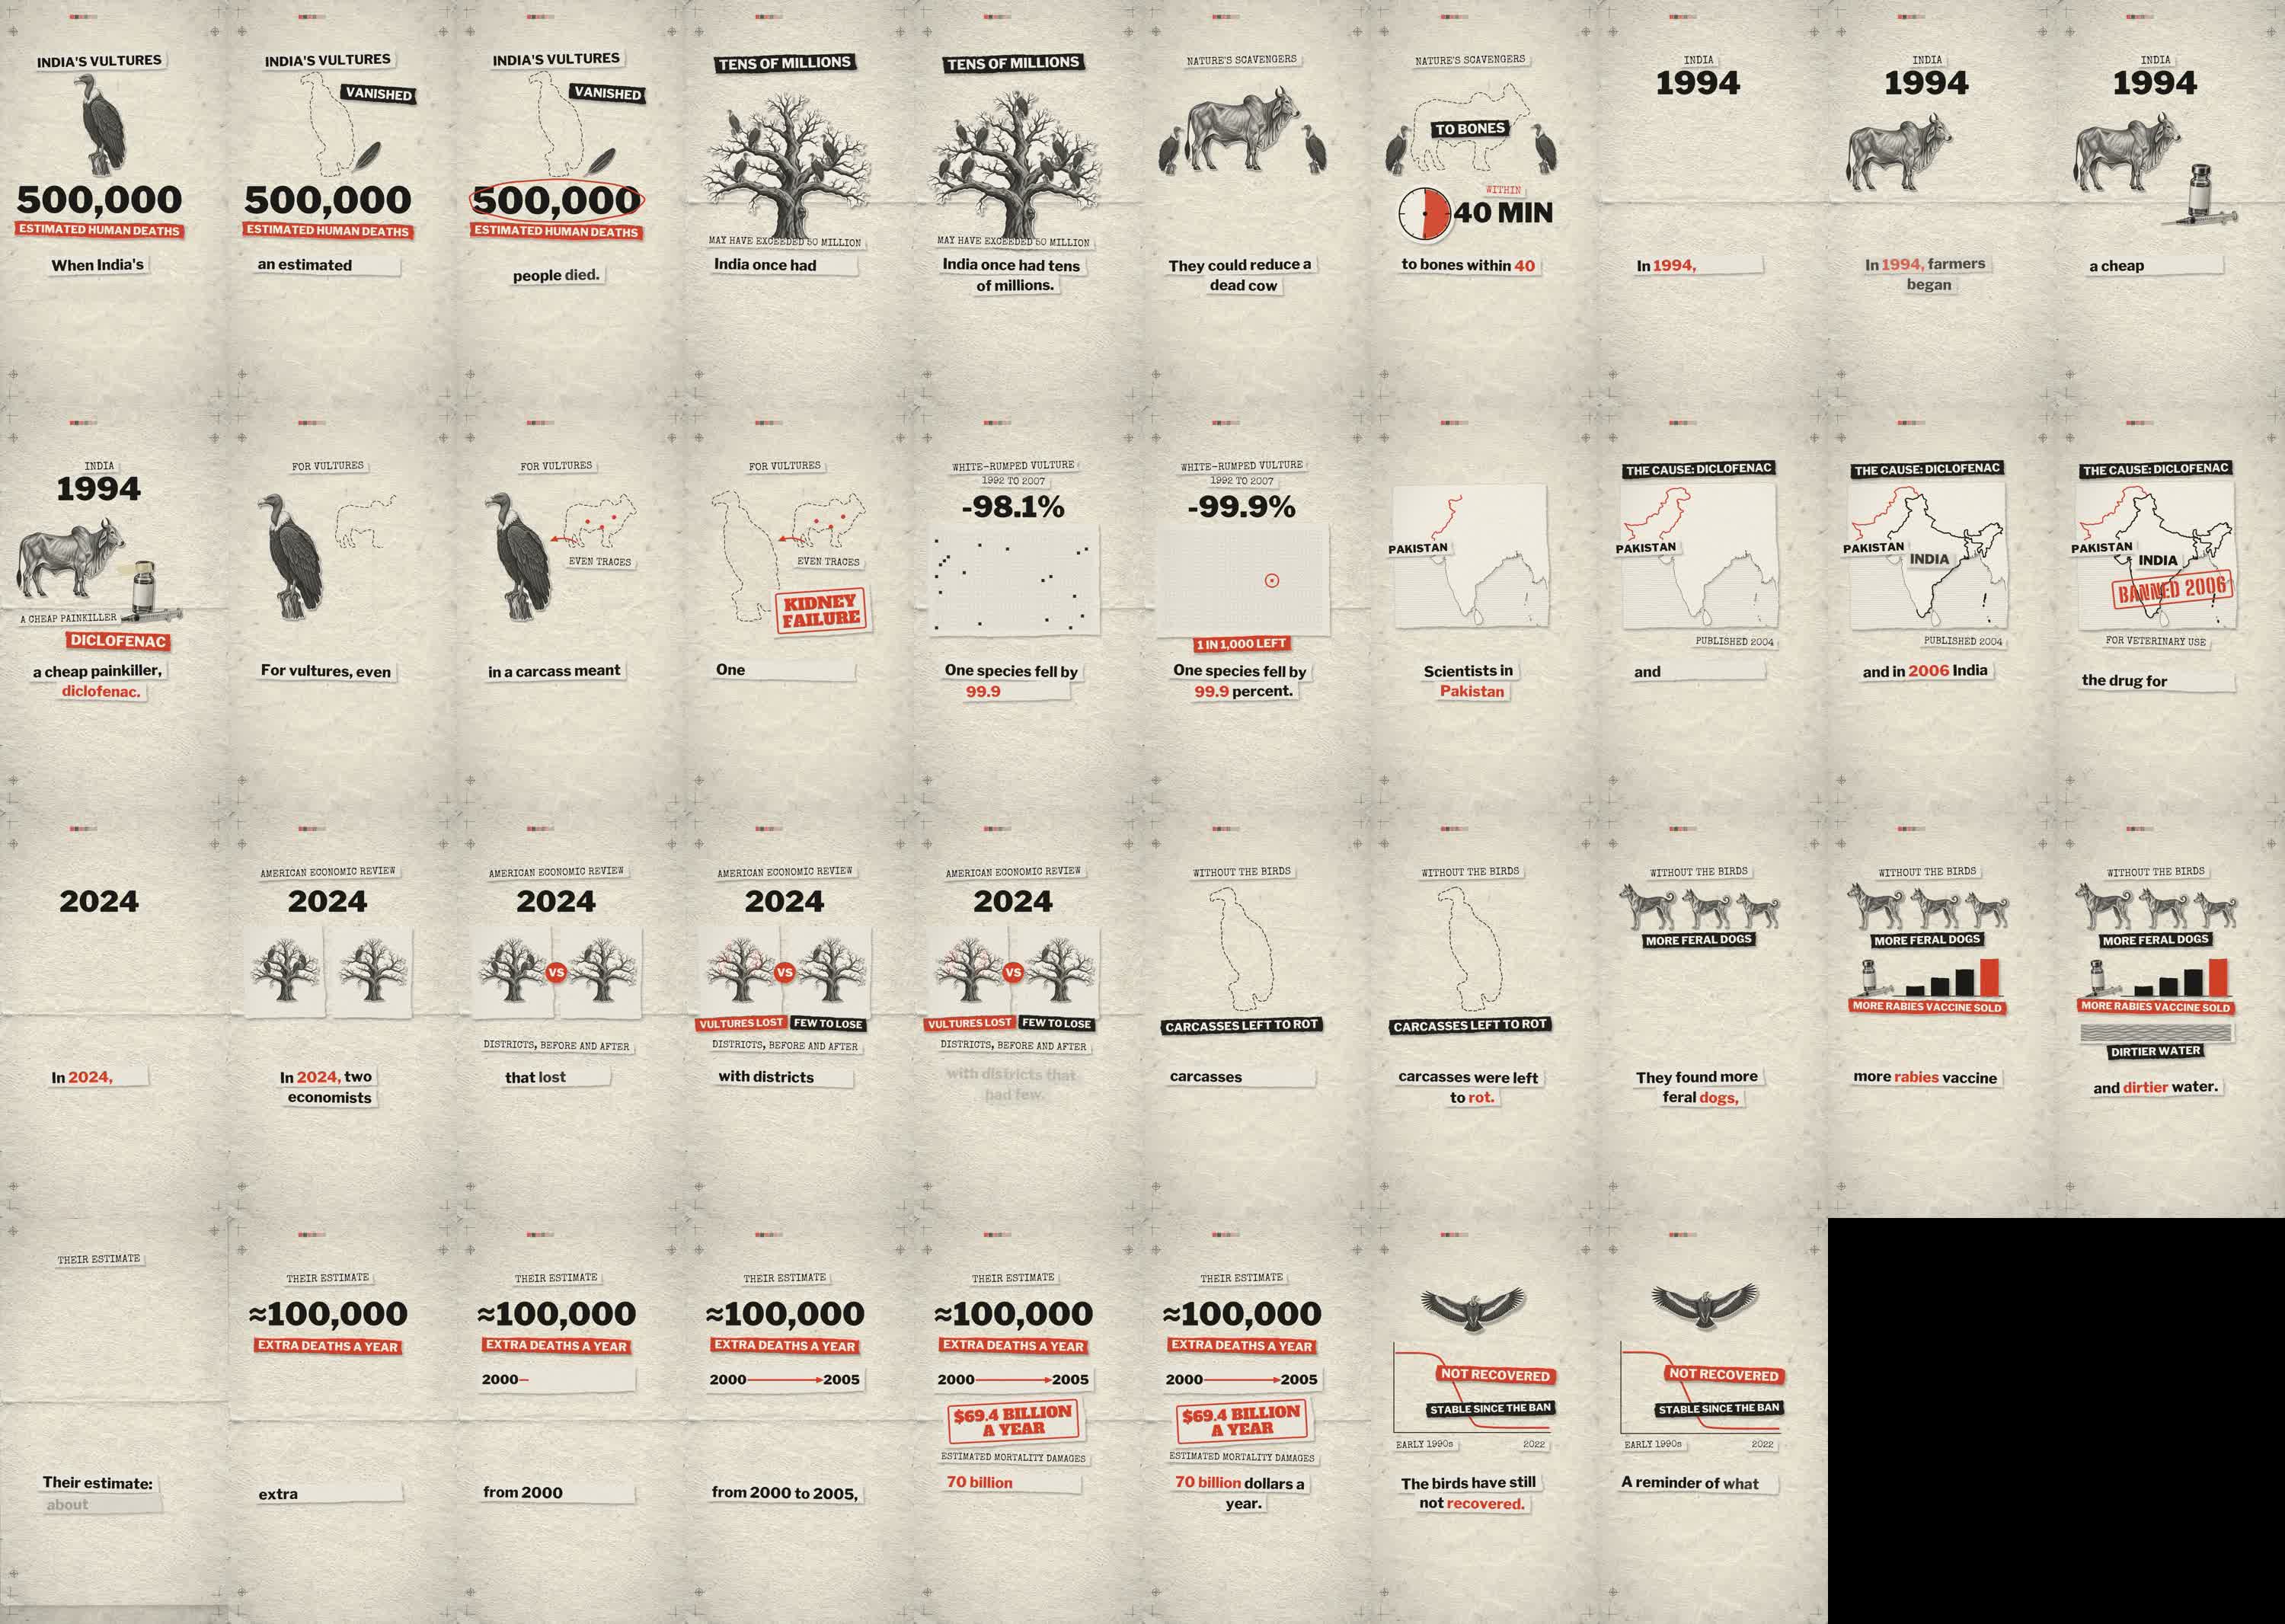 INDIA'S VULTURES
500,000
ESTIMATED HUMAN DEATHS
When India's
INDIA'S VULTURES
VANISHED
500,000
ESTIMATED HUMAN DEATHS
an estimated
INDIA'S VULTURES
VANISHED
500,000
ESTIMATED HUMAN DEATHS
people died.
TENS OF MILLIONS
MAY HAVE EXCEEDED 50 MILLION
India once had
TENS OF MILLIONS
MAY HAVE EXCEEDED 50 MILLION
India once had tens
of millions.
NATURE'S SCAVENGERS
They could reduce a
dead cow
NATURE'S SCAVENGERS
TO BONES
WITHIN
40 MIN
to bones within 40
INDIA
1994
In 1994,
INDIA
1994
In 1994, farmers
began
INDIA
1994
a cheap
INDIA
1994
A CHEAP PAINKILLER
DICLOFENAC
a cheap painkiller,
diclofenac.
FOR VULTURES
For vultures, even
FOR VULTURES
EVEN TRACES
in a carcass meant
FOR VULTURES
EVEN TRACES
KIDNEY
FAILURE
One
WHITE-RUMPED VULTURE
1992 TO 2007
-98.1%
One species fell by
99.9
WHITE-RUMPED VULTURE
1992 TO 2007
-99.9%
1 IN 1,000 LEFT
One species fell by
99.9 percent.
PAKISTAN
Scientists in
Pakistan
THE CAUSE: DICLOFENAC
PAKISTAN
PUBLISHED 2004
and
THE CAUSE: DICLOFENAC
PAKISTAN
INDIA
PUBLISHED 2004
and in 2006 India
THE CAUSE: DICLOFENAC
PAKISTAN
INDIA
BANNED 2006
FOR VETERINARY USE
the drug for
2024
In 2024,
AMERICAN ECONOMIC REVIEW
2024
In 2024, two
economists
AMERICAN ECONOMIC REVIEW
2024
VS
DISTRICTS, BEFORE AND AFTER
that lost
AMERICAN ECONOMIC REVIEW
2024
VS
VULTURES LOST
FEW TO LOSE
DISTRICTS, BEFORE AND AFTER
with districts
AMERICAN ECONOMIC REVIEW
2024
VS
VULTURES LOST
FEW TO LOSE
DISTRICTS, BEFORE AND AFTER
with districts that
had few.
WITHOUT THE BIRDS
CARCASSES LEFT TO ROT
carcasses
WITHOUT THE BIRDS
CARCASSES LEFT TO ROT
carcasses were left
to rot.
WITHOUT THE BIRDS
MORE FERAL DOGS
They found more
feral dogs,
WITHOUT THE BIRDS
MORE FERAL DOGS
MORE RABIES VACCINE SOLD
more rabies vaccine
WITHOUT THE BIRDS
MORE FERAL DOGS
MORE RABIES VACCINE SOLD
DIRTIER WATER
and dirtier water.
THEIR ESTIMATE
Their estimate:
about
THEIR ESTIMATE
≈100,000
EXTRA DEATHS A YEAR
extra
THEIR ESTIMATE
≈100,000
EXTRA DEATHS A YEAR
2000
from 2000
THEIR ESTIMATE
≈100,000
EXTRA DEATHS A YEAR
2000 2005
from 2000 to 2005,
THEIR ESTIMATE
≈100,000
EXTRA DEATHS A YEAR
2000 2005
$69.4 BILLION
A YEAR
ESTIMATED MORTALITY DAMAGES
70 billion
THEIR ESTIMATE
≈100,000
EXTRA DEATHS A YEAR
2000 2005
$69.4 BILLION
A YEAR
ESTIMATED MORTALITY DAMAGES
70 billion dollars a
year.
NOT RECOVERED
STABLE SINCE THE BAN
EARLY 1990s 2022
The birds have still
not recovered.
NOT RECOVERED
STABLE SINCE THE BAN
EARLY 1990s 2022
A reminder of what